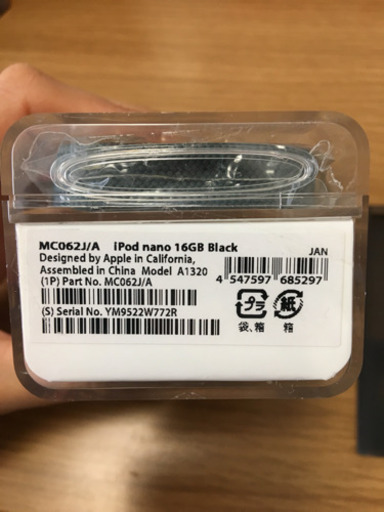 MC062J/A iPod nano 16GB Black
Designed by Apple in California,
Assembled in China Model A1320
(1P) Part No. MC062J/A
(S) Serial No. YM9522W772R
JAN
4 547597 685297
プラ 紙
袋、箱 箱